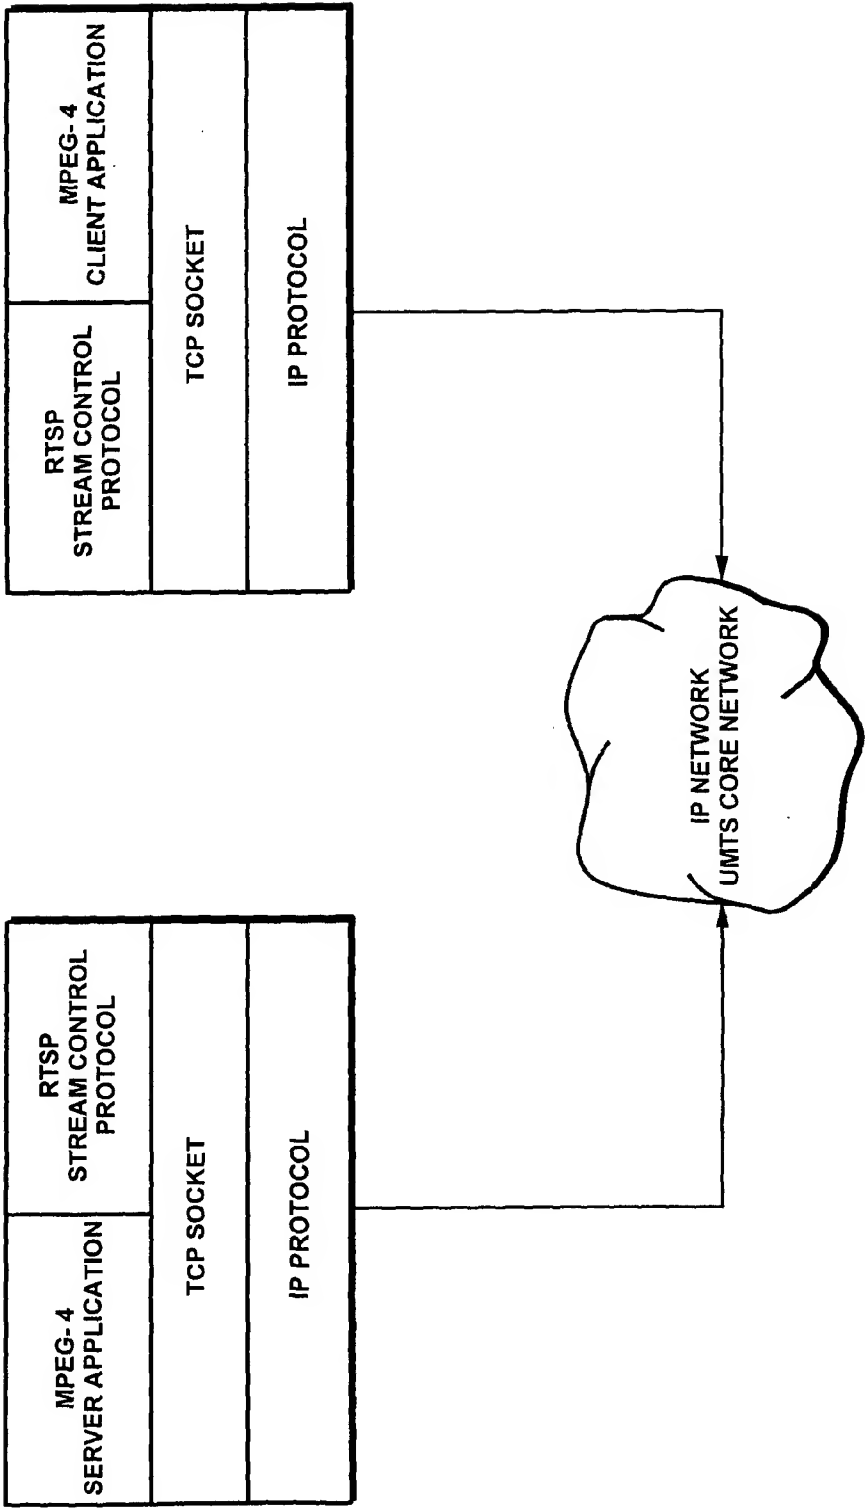 MPEG-4
SERVER APPLICATION
RTSP
STREAM CONTROL
PROTOCOL
TCP SOCKET
IP PROTOCOL
RTSP
STREAM CONTROL
PROTOCOL
MPEG-4
CLIENT APPLICATION
TCP SOCKET
IP PROTOCOL
IP NETWORK
UMTS CORE NETWORK